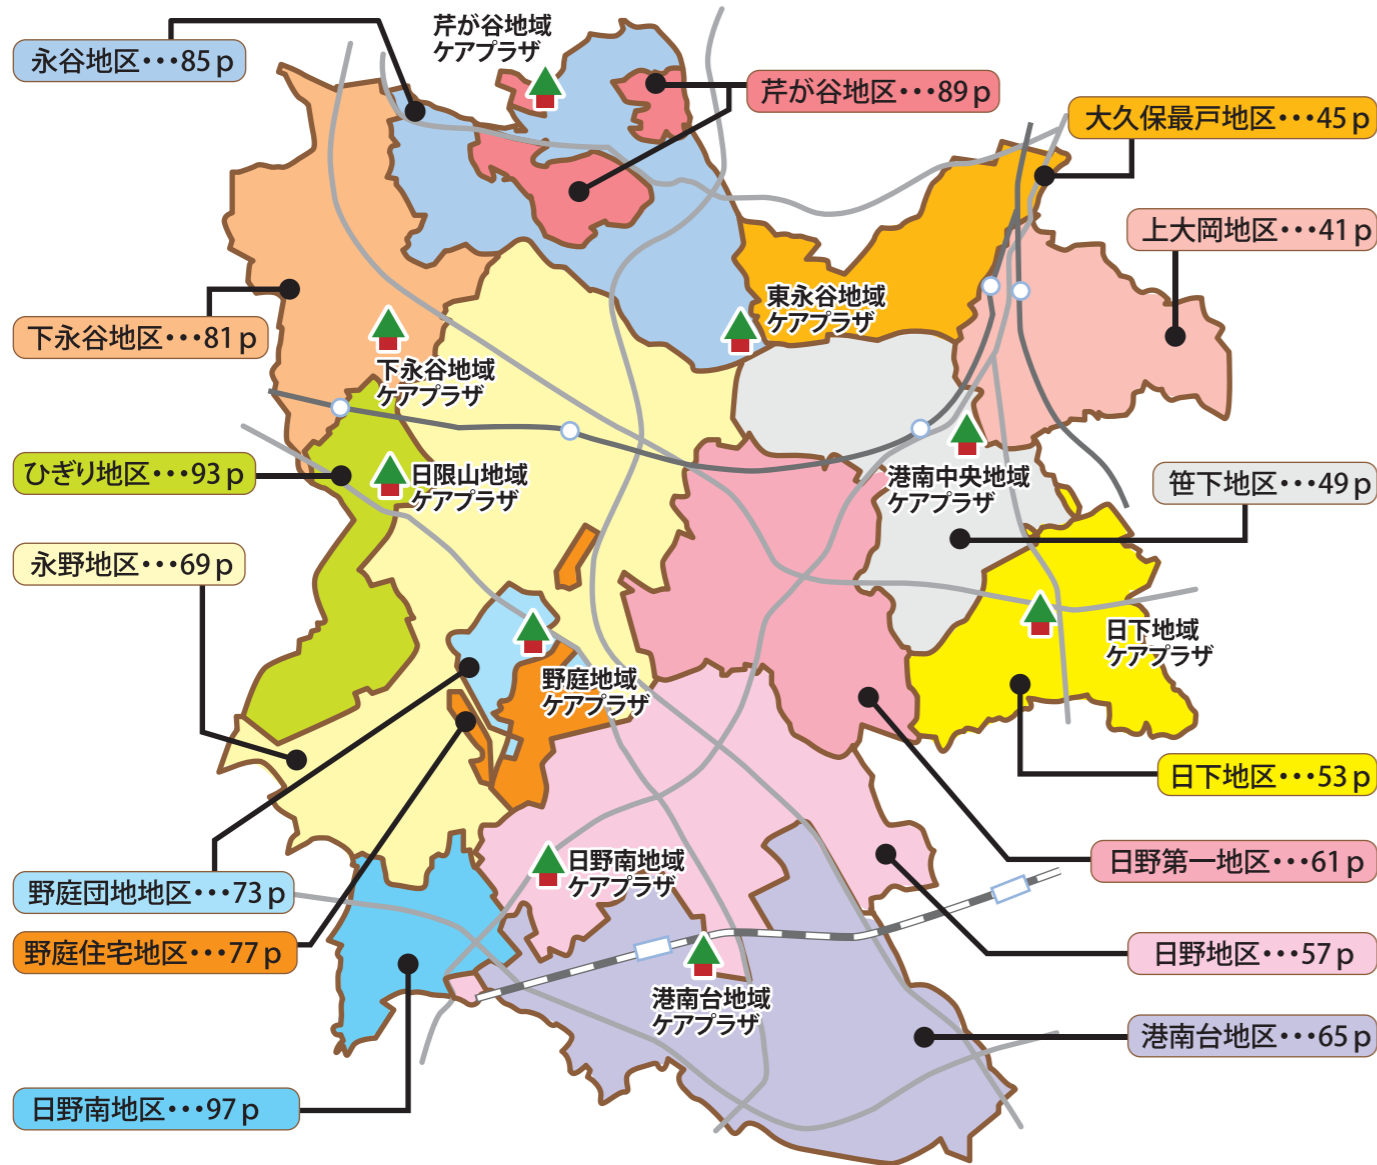 芹が谷地域
ケアプラザ
永谷地区･･･85p
芹が谷地区･･･89p
大久保最戸地区･･･45p
上大岡地区･･･41p
東永谷地域
ケアプラザ
下永谷地区･･･81p
下永谷地域
ケアプラザ
ひぎり地区･･･93p
日限山地域
ケアプラザ
港南中央地域
ケアプラザ
笹下地区･･･49p
永野地区･･･69p
日下地域
ケアプラザ
野庭地域
ケアプラザ
日下地区･･･53p
日野第一地区･･･61p
野庭団地地区･･･73p
日野南地域
ケアプラザ
野庭住宅地区･･･77p
日野地区･･･57p
港南台地域
ケアプラザ
港南台地区･･･65p
日野南地区･･･97p